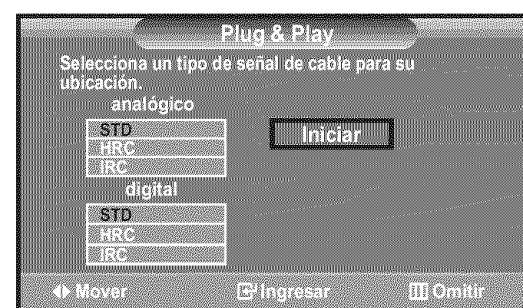 Plug & Play
Selecciona un tipo de señal de cable para su
ubicación.
analógico
STD
HRC
IRC
Iniciar
digital
STD
HRC
IRC
Mover
Ingresar
Omitir